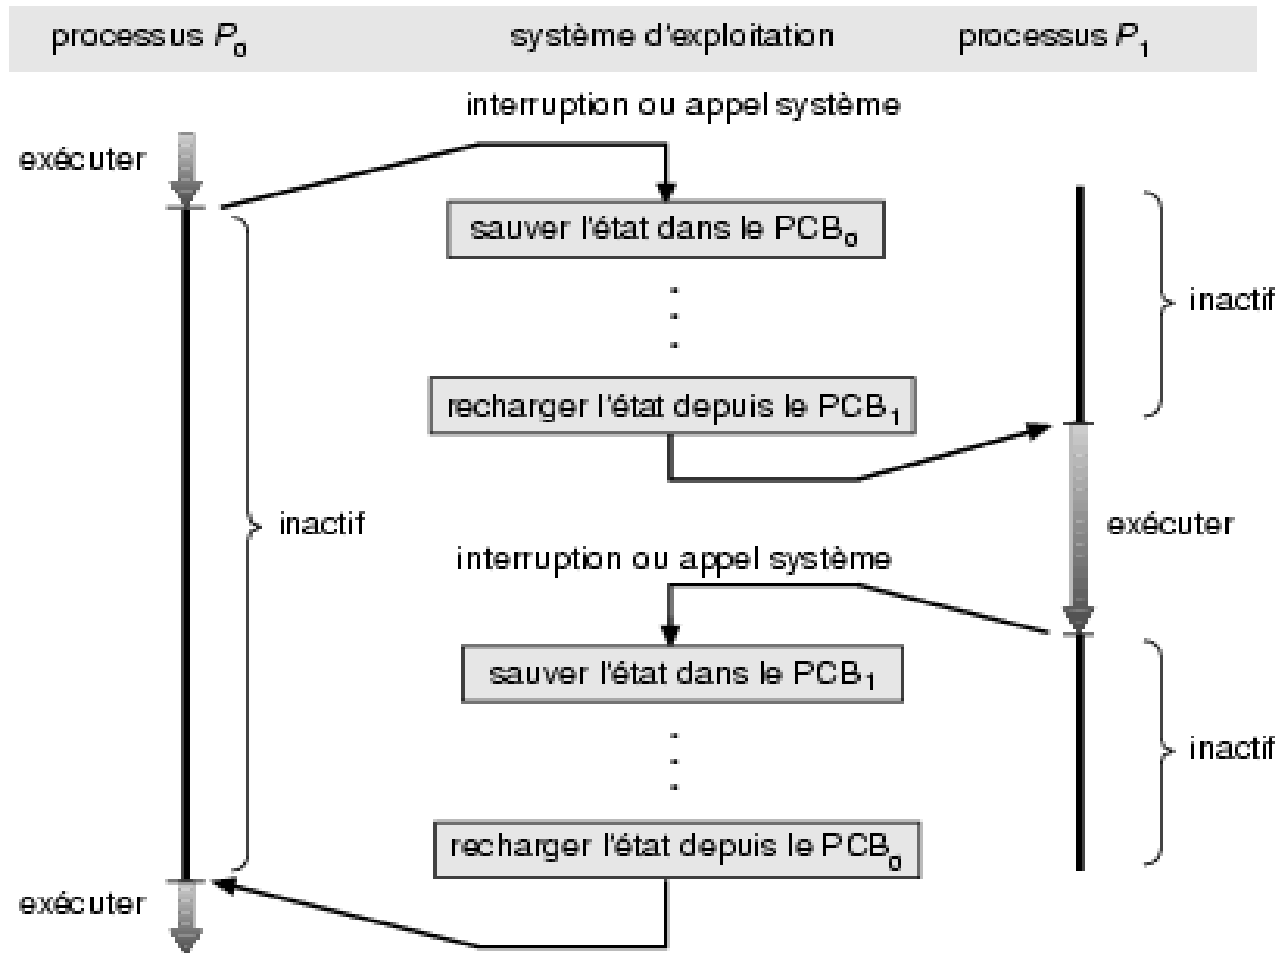 processus P0 système d'exploitation processus P1
interruption ou appel système
exécuter
sauver l'état dans le PCB0
inactif
recharger l'état depuis le PCB1
inactif
exécuter
interruption ou appel système
sauver l'état dans le PCB1
inactif
recharger l'état depuis le PCB0
exécuter